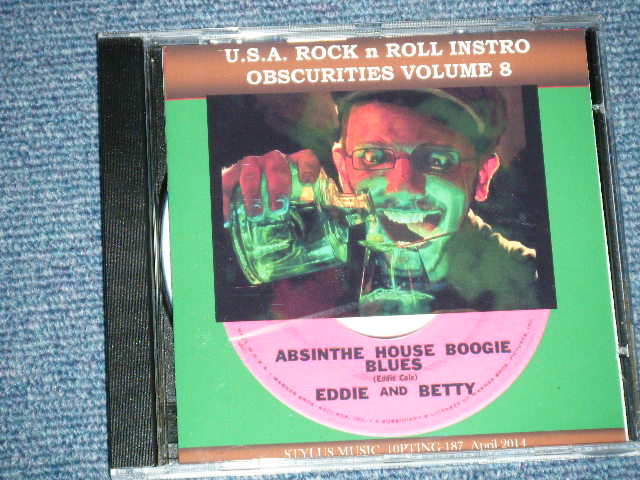 U.S.A. ROCK n ROLL INSTRO
OBSCURITIES VOLUME 8
ABSINTHE HOUSE BOOGIE
BLUES
(Eddie Cole)
EDDIE AND BETTY
STYLUS MUSIC 10PTING 187 April 2014